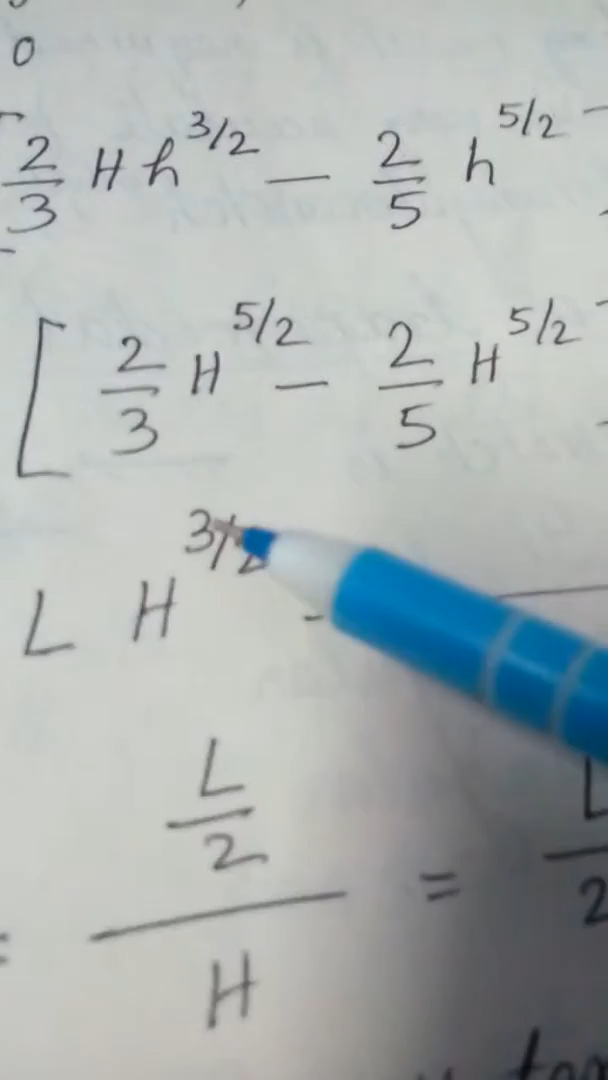 0
2/3 H h^3/2 — 2/5 h^5/2
[ 2/3 H^5/2 — 2/5 H^5/2
L H^3/2 -
= L/2 / H = L/2